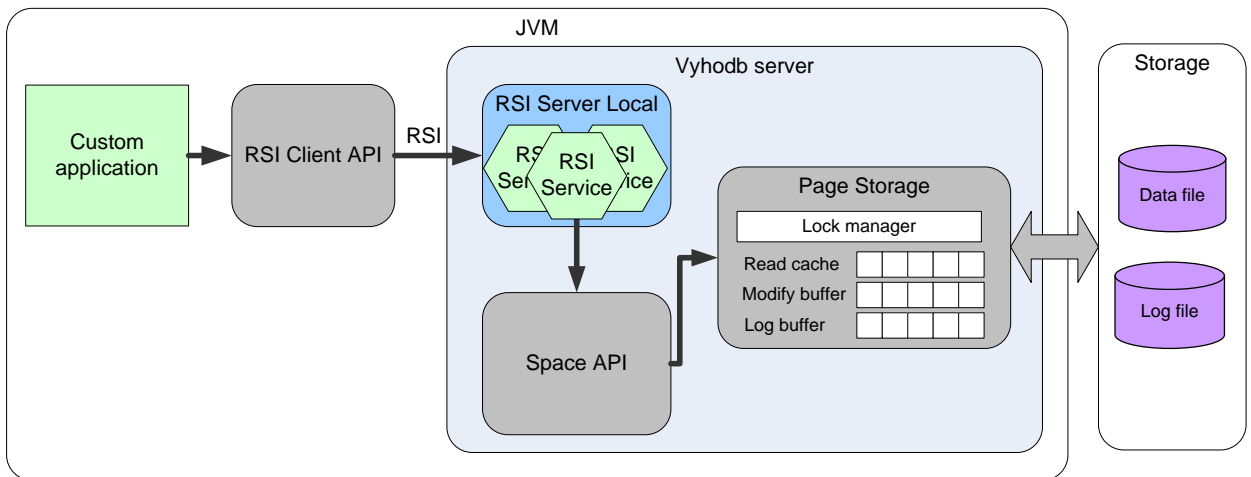 JVM
Vyhodb server
Storage
Custom
application
RSI Client API
RSI
RSI Server Local
RSI
Service
Space API
Page Storage
Lock manager
Read cache
Modify buffer
Log buffer
Data file
Log file